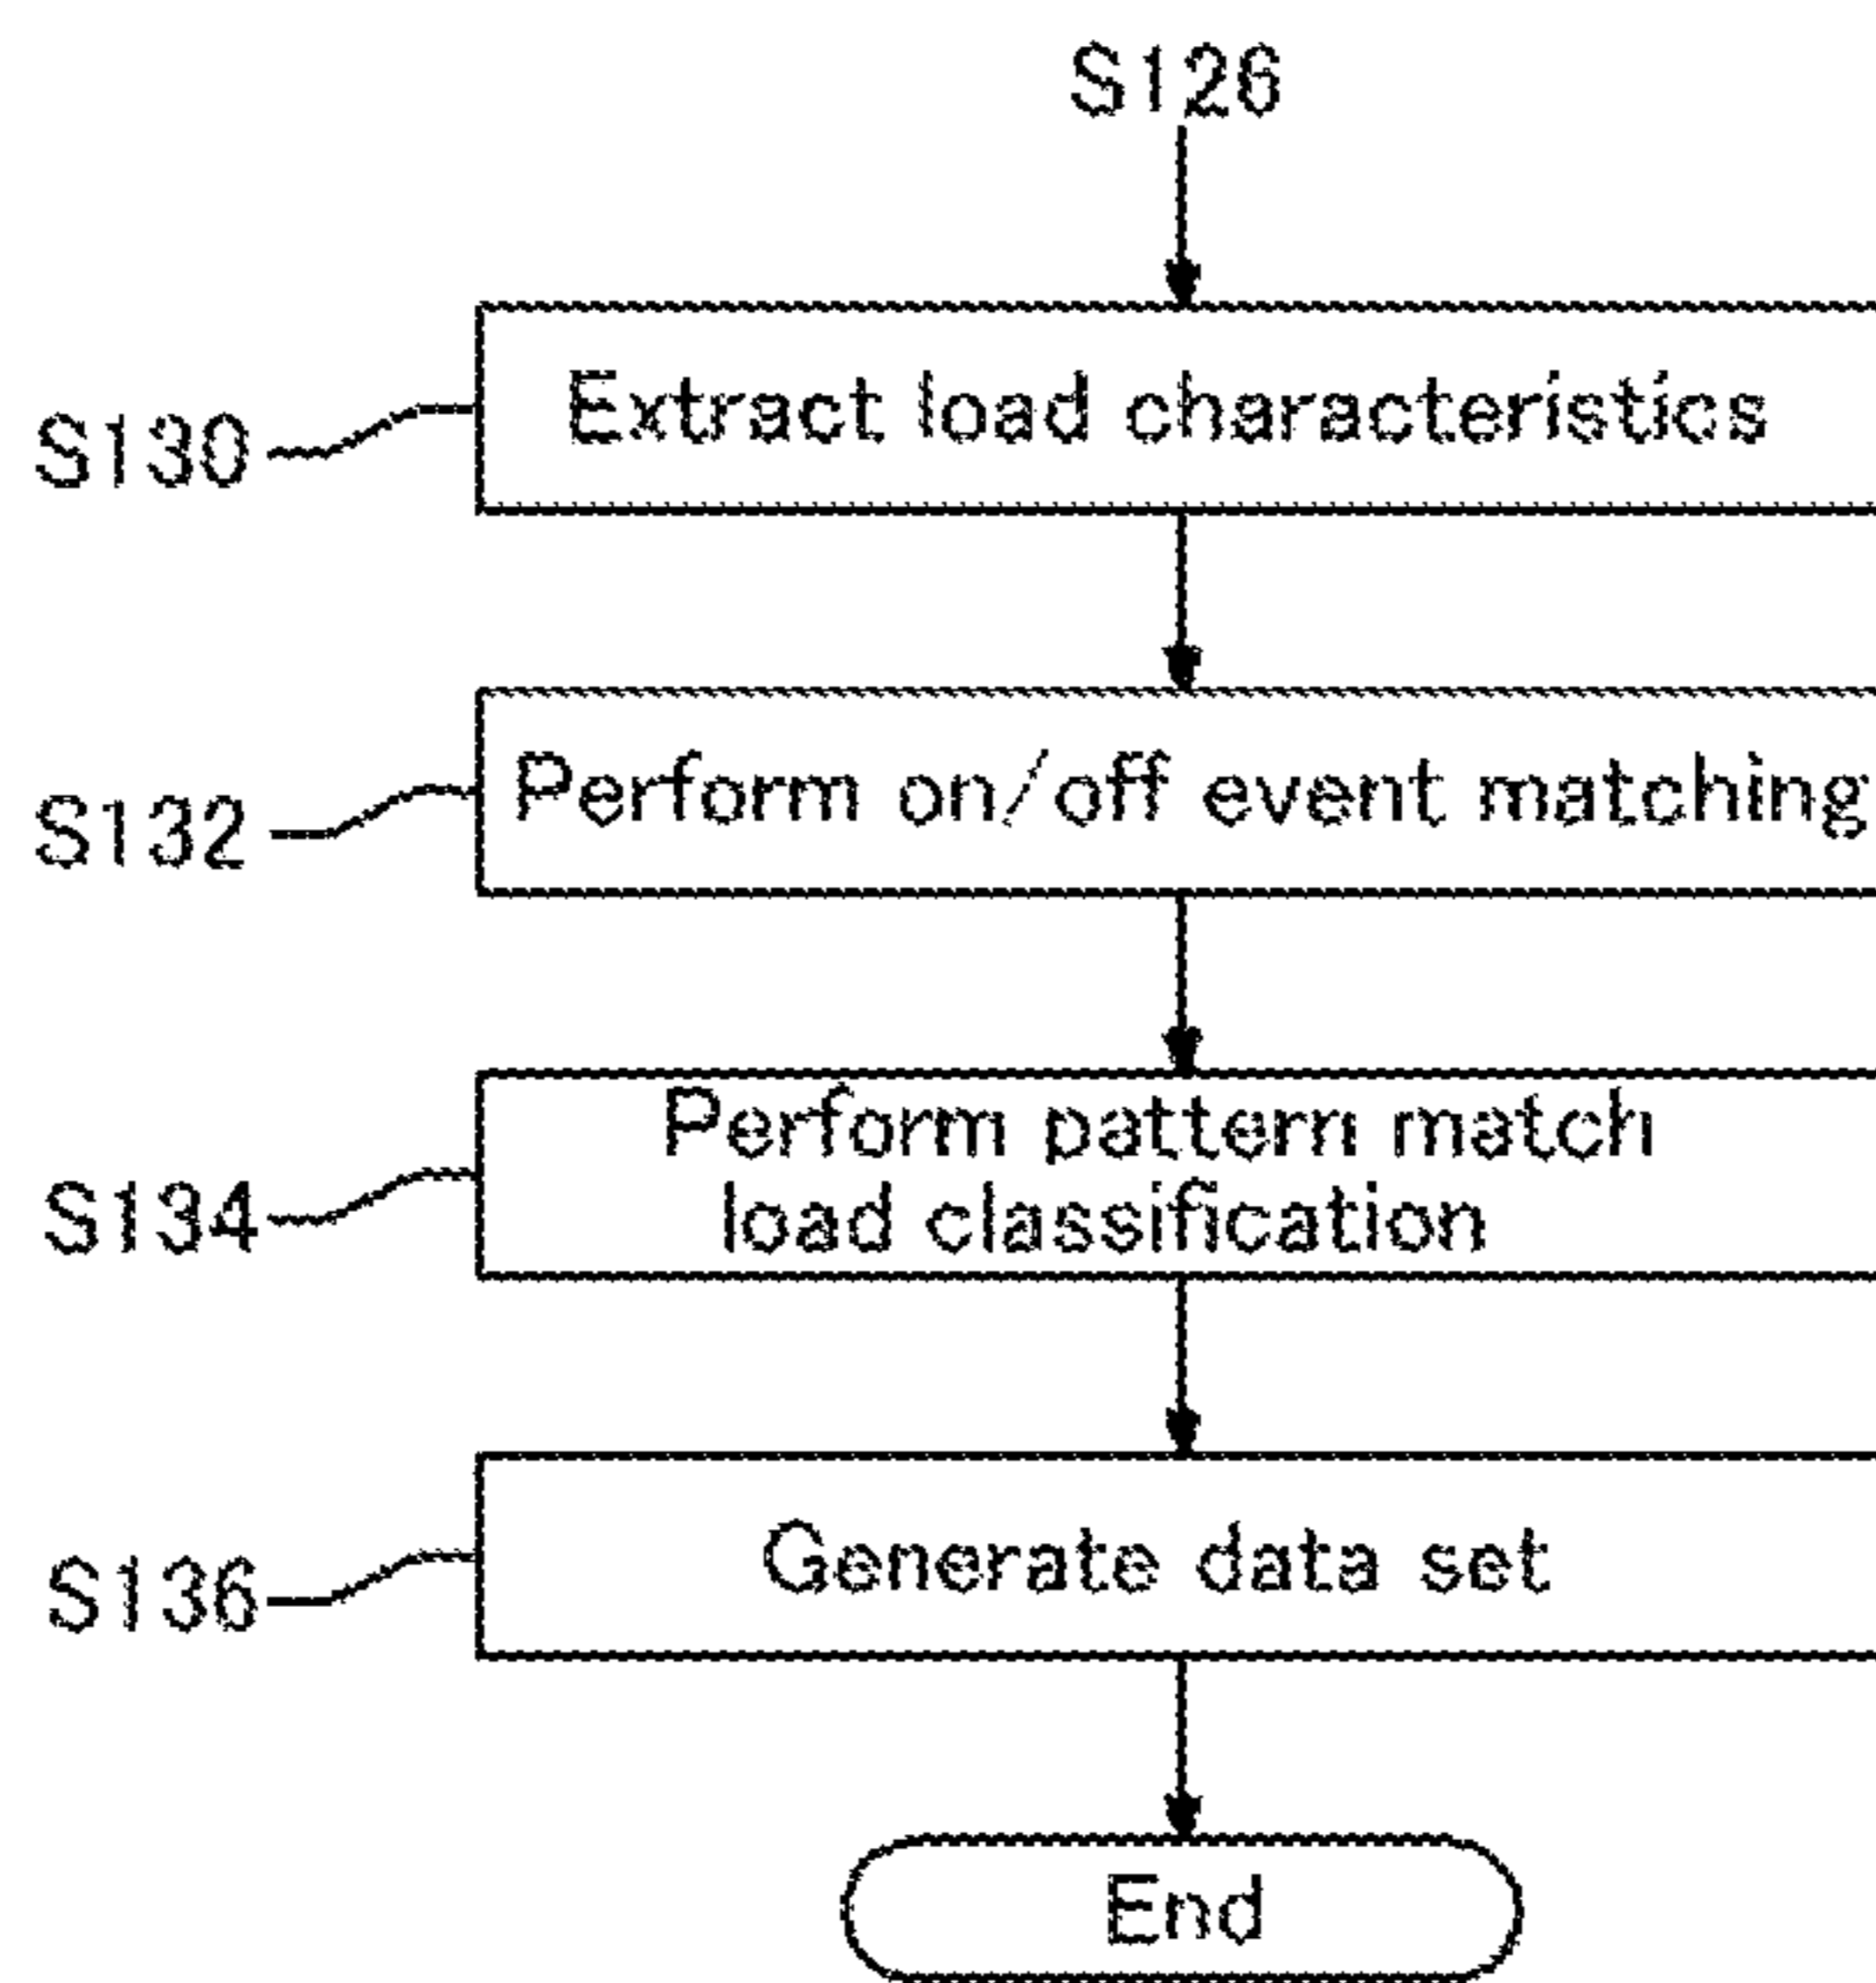 S126
Extract load characteristics
S130
Perform on/off event matching
S132
Perform pattern match
load classification
S134
Generate data set
S136
End